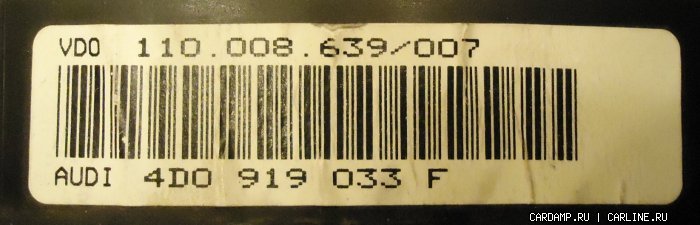 VDO 110.008.639/007
AUDI 4D0 919 033 F
CARDAMP.RU | CARLINE.RU